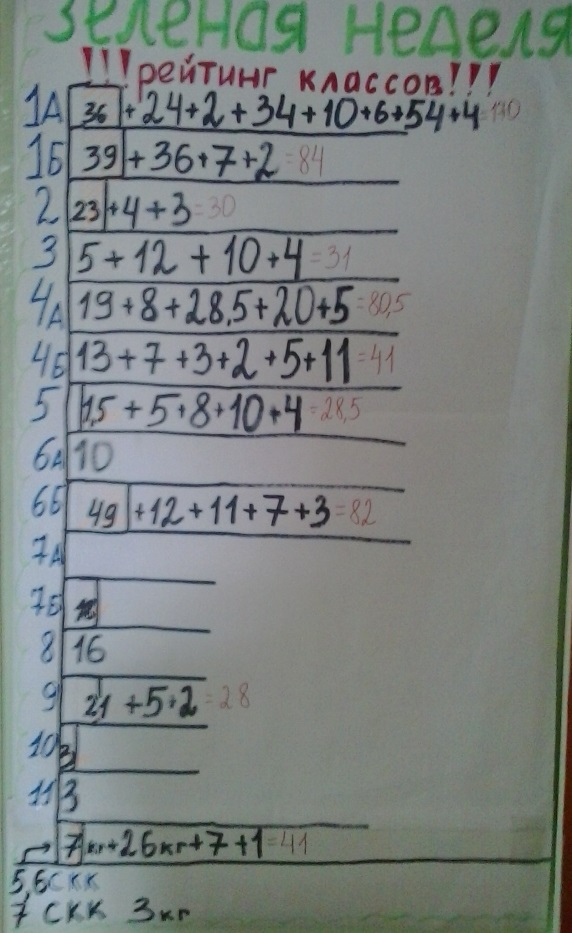 зеленая неделя
!!!рейтинг классов!!!
1А 36 + 24+2 + 34 + 10+6+54+4=170
1Б 39 + 36+7+2=84
2 23+4+3=30
3 5+12+10+4=31
4А 19+8+28,5+20+5=80,5
4Б 13+7+3+2+5+11=41
5 1,5+5+8+10+4=28,5
6А 10
6Б 49+12+11+7+3=82
7А
7Б
8 16
9 21+5+2=28
10 3
11 3
7кг+26кг+7+1=41
5,6СКК
7 СКК 3кг